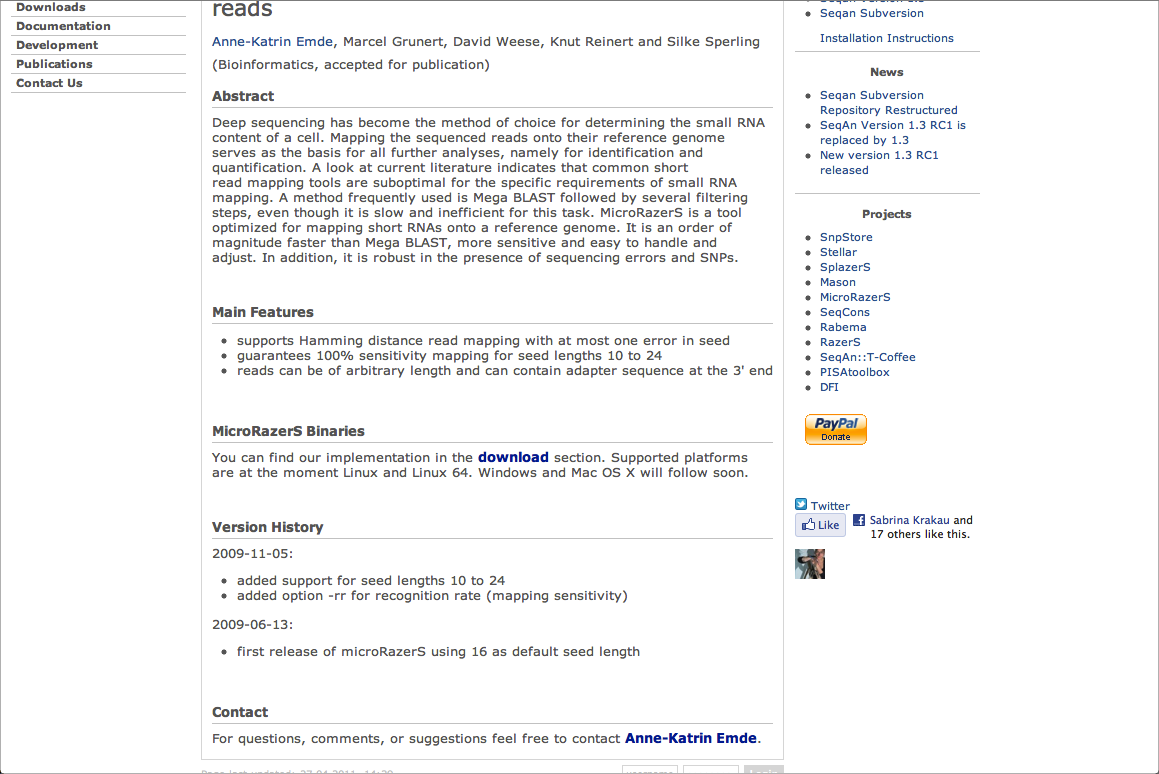 Downloads
Documentation
Development
Publications
Contact Us
reads
Anne-Katrin Emde, Marcel Grunert, David Weese, Knut Reinert and Silke Sperling
(Bioinformatics, accepted for publication)
Abstract
Deep sequencing has become the method of choice for determining the small RNA
content of a cell. Mapping the sequenced reads onto their reference genome
serves as the basis for all further analyses, namely for identification and
quantification. A look at current literature indicates that common short
read mapping tools are suboptimal for the specific requirements of small RNA
mapping. A method frequently used is Mega BLAST followed by several filtering
steps, even though it is slow and inefficient for this task. MicroRazerS is a tool
optimized for mapping short RNAs onto a reference genome. It is an order of
magnitude faster than Mega BLAST, more sensitive and easy to handle and
adjust. In addition, it is robust in the presence of sequencing errors and SNPs.
Main Features
• supports Hamming distance read mapping with at most one error in seed
• guarantees 100% sensitivity mapping for seed lengths 10 to 24
• reads can be of arbitrary length and can contain adapter sequence at the 3' end
MicroRazerS Binaries
You can find our implementation in the download section. Supported platforms
are at the moment Linux and Linux 64. Windows and Mac OS X will follow soon.
Version History
2009-11-05:
• added support for seed lengths 10 to 24
• added option -rr for recognition rate (mapping sensitivity)
2009-06-13:
• first release of microRazerS using 16 as default seed length
Contact
For questions, comments, or suggestions feel free to contact Anne-Katrin Emde.
• Seqan Subversion
Installation Instructions
News
• Seqan Subversion
Repository Restructured
• SeqAn Version 1.3 RC1 is
replaced by 1.3
• New version 1.3 RC1
released
Projects
• SnpStore
• Stellar
• SplazerS
• Mason
• MicroRazerS
• SeqCons
• Rabema
• RazerS
• SeqAn::T-Coffee
• PISAtoolbox
• DFI
PayPal
Donate
Twitter
Like
Sabrina Krakau and
17 others like this.